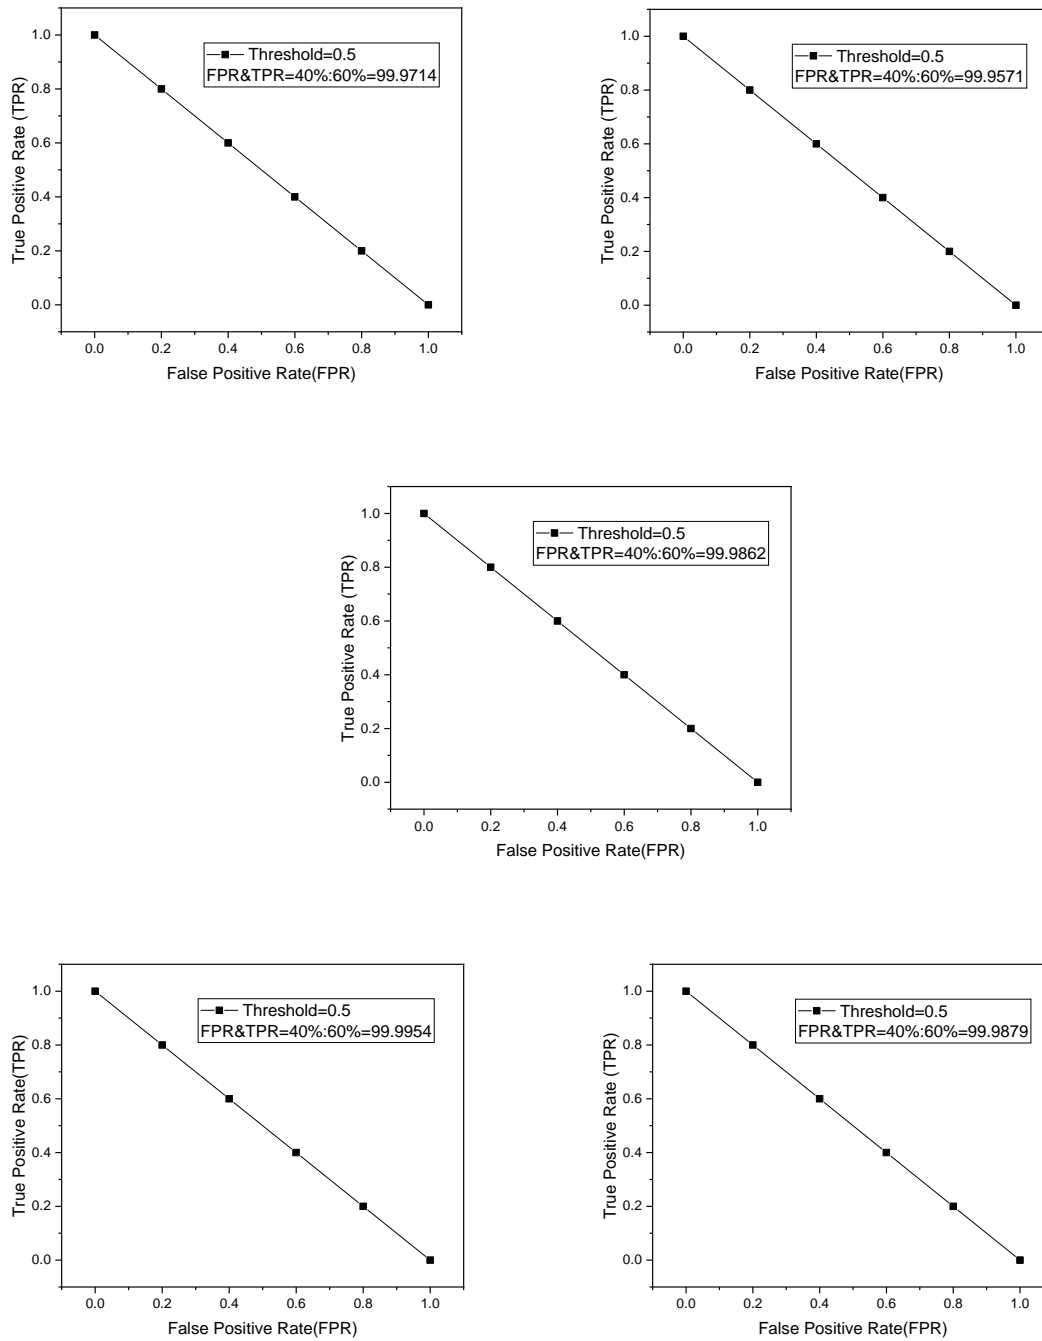 Threshold=0.5
FPR&TPR=40%:60%=99.9714
True Positive Rate (TPR)
1.0
0.8
0.6
0.4
0.2
0.0
0.0 0.2 0.4 0.6 0.8 1.0
False Positive Rate(FPR)
Threshold=0.5
FPR&TPR=40%:60%=99.9571
True Positive Rate (TPR)
1.0
0.8
0.6
0.4
0.2
0.0
0.0 0.2 0.4 0.6 0.8 1.0
False Positive Rate(FPR)
Threshold=0.5
FPR&TPR=40%:60%=99.9862
True Positive Rate (TPR)
1.0
0.8
0.6
0.4
0.2
0.0
0.0 0.2 0.4 0.6 0.8 1.0
False Positive Rate(FPR)
Threshold=0.5
FPR&TPR=40%:60%=99.9954
True Positive Rate(TPR)
1.0
0.8
0.6
0.4
0.2
0.0
0.0 0.2 0.4 0.6 0.8 1.0
False Positive Rate(FPR)
Threshold=0.5
FPR&TPR=40%:60%=99.9879
True Positive Rate (TPR)
1.0
0.8
0.6
0.4
0.2
0.0
0.0 0.2 0.4 0.6 0.8 1.0
False Positive Rate(FPR)